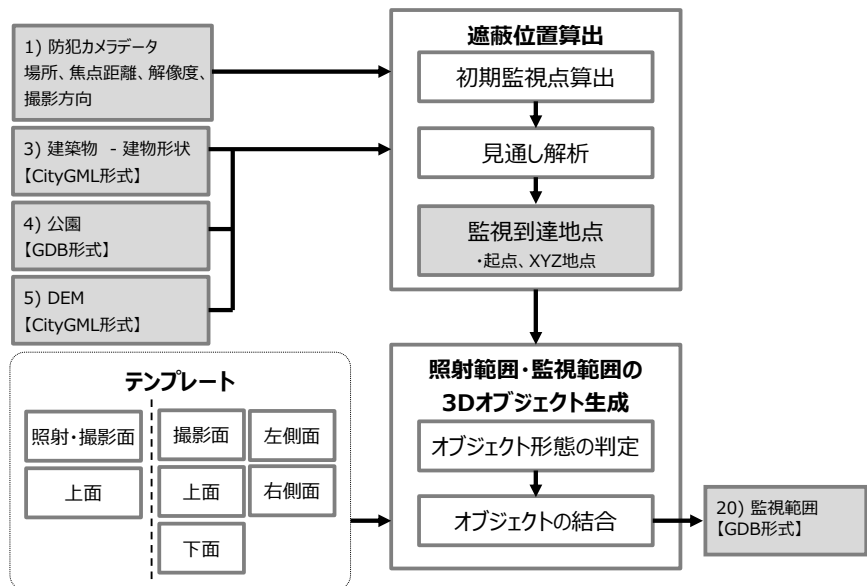 1) 防犯カメラデータ
場所、焦点距離、解像度、
撮影方向
3) 建築物 - 建物形状
【CityGML形式】
4) 公園
【GDB形式】
5) DEM
【CityGML形式】
遮蔽位置算出
初期監視点算出
見通し解析
監視到達地点
・起点、XYZ地点
テンプレート
照射・撮影面
上面
撮影面
左側面
上面
右側面
下面
照射範囲・監視範囲の
3Dオブジェクト生成
オブジェクト形態の判定
オブジェクトの結合
20) 監視範囲
【GDB形式】